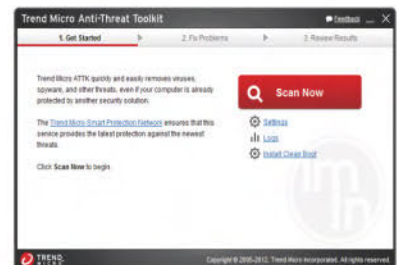 Trend Micro Anti-Threat Toolkit
Feedback
1. Get Started
2. Fix Problems
3. Review Results
Trend Micro ATTK quickly and easily removes viruses,
spyware, and other threats, even if your computer is already
protected by another security solution.
The Trend Micro Smart Protection Network ensures that this
service provides the latest protection against the newest
threats.
Click Scan Now to begin.
Scan Now
Settings
Logs
Install Clean Boot
TREND
MICRO
Copyright © 2005-2012, Trend Micro Incorporated. All rights reserved.